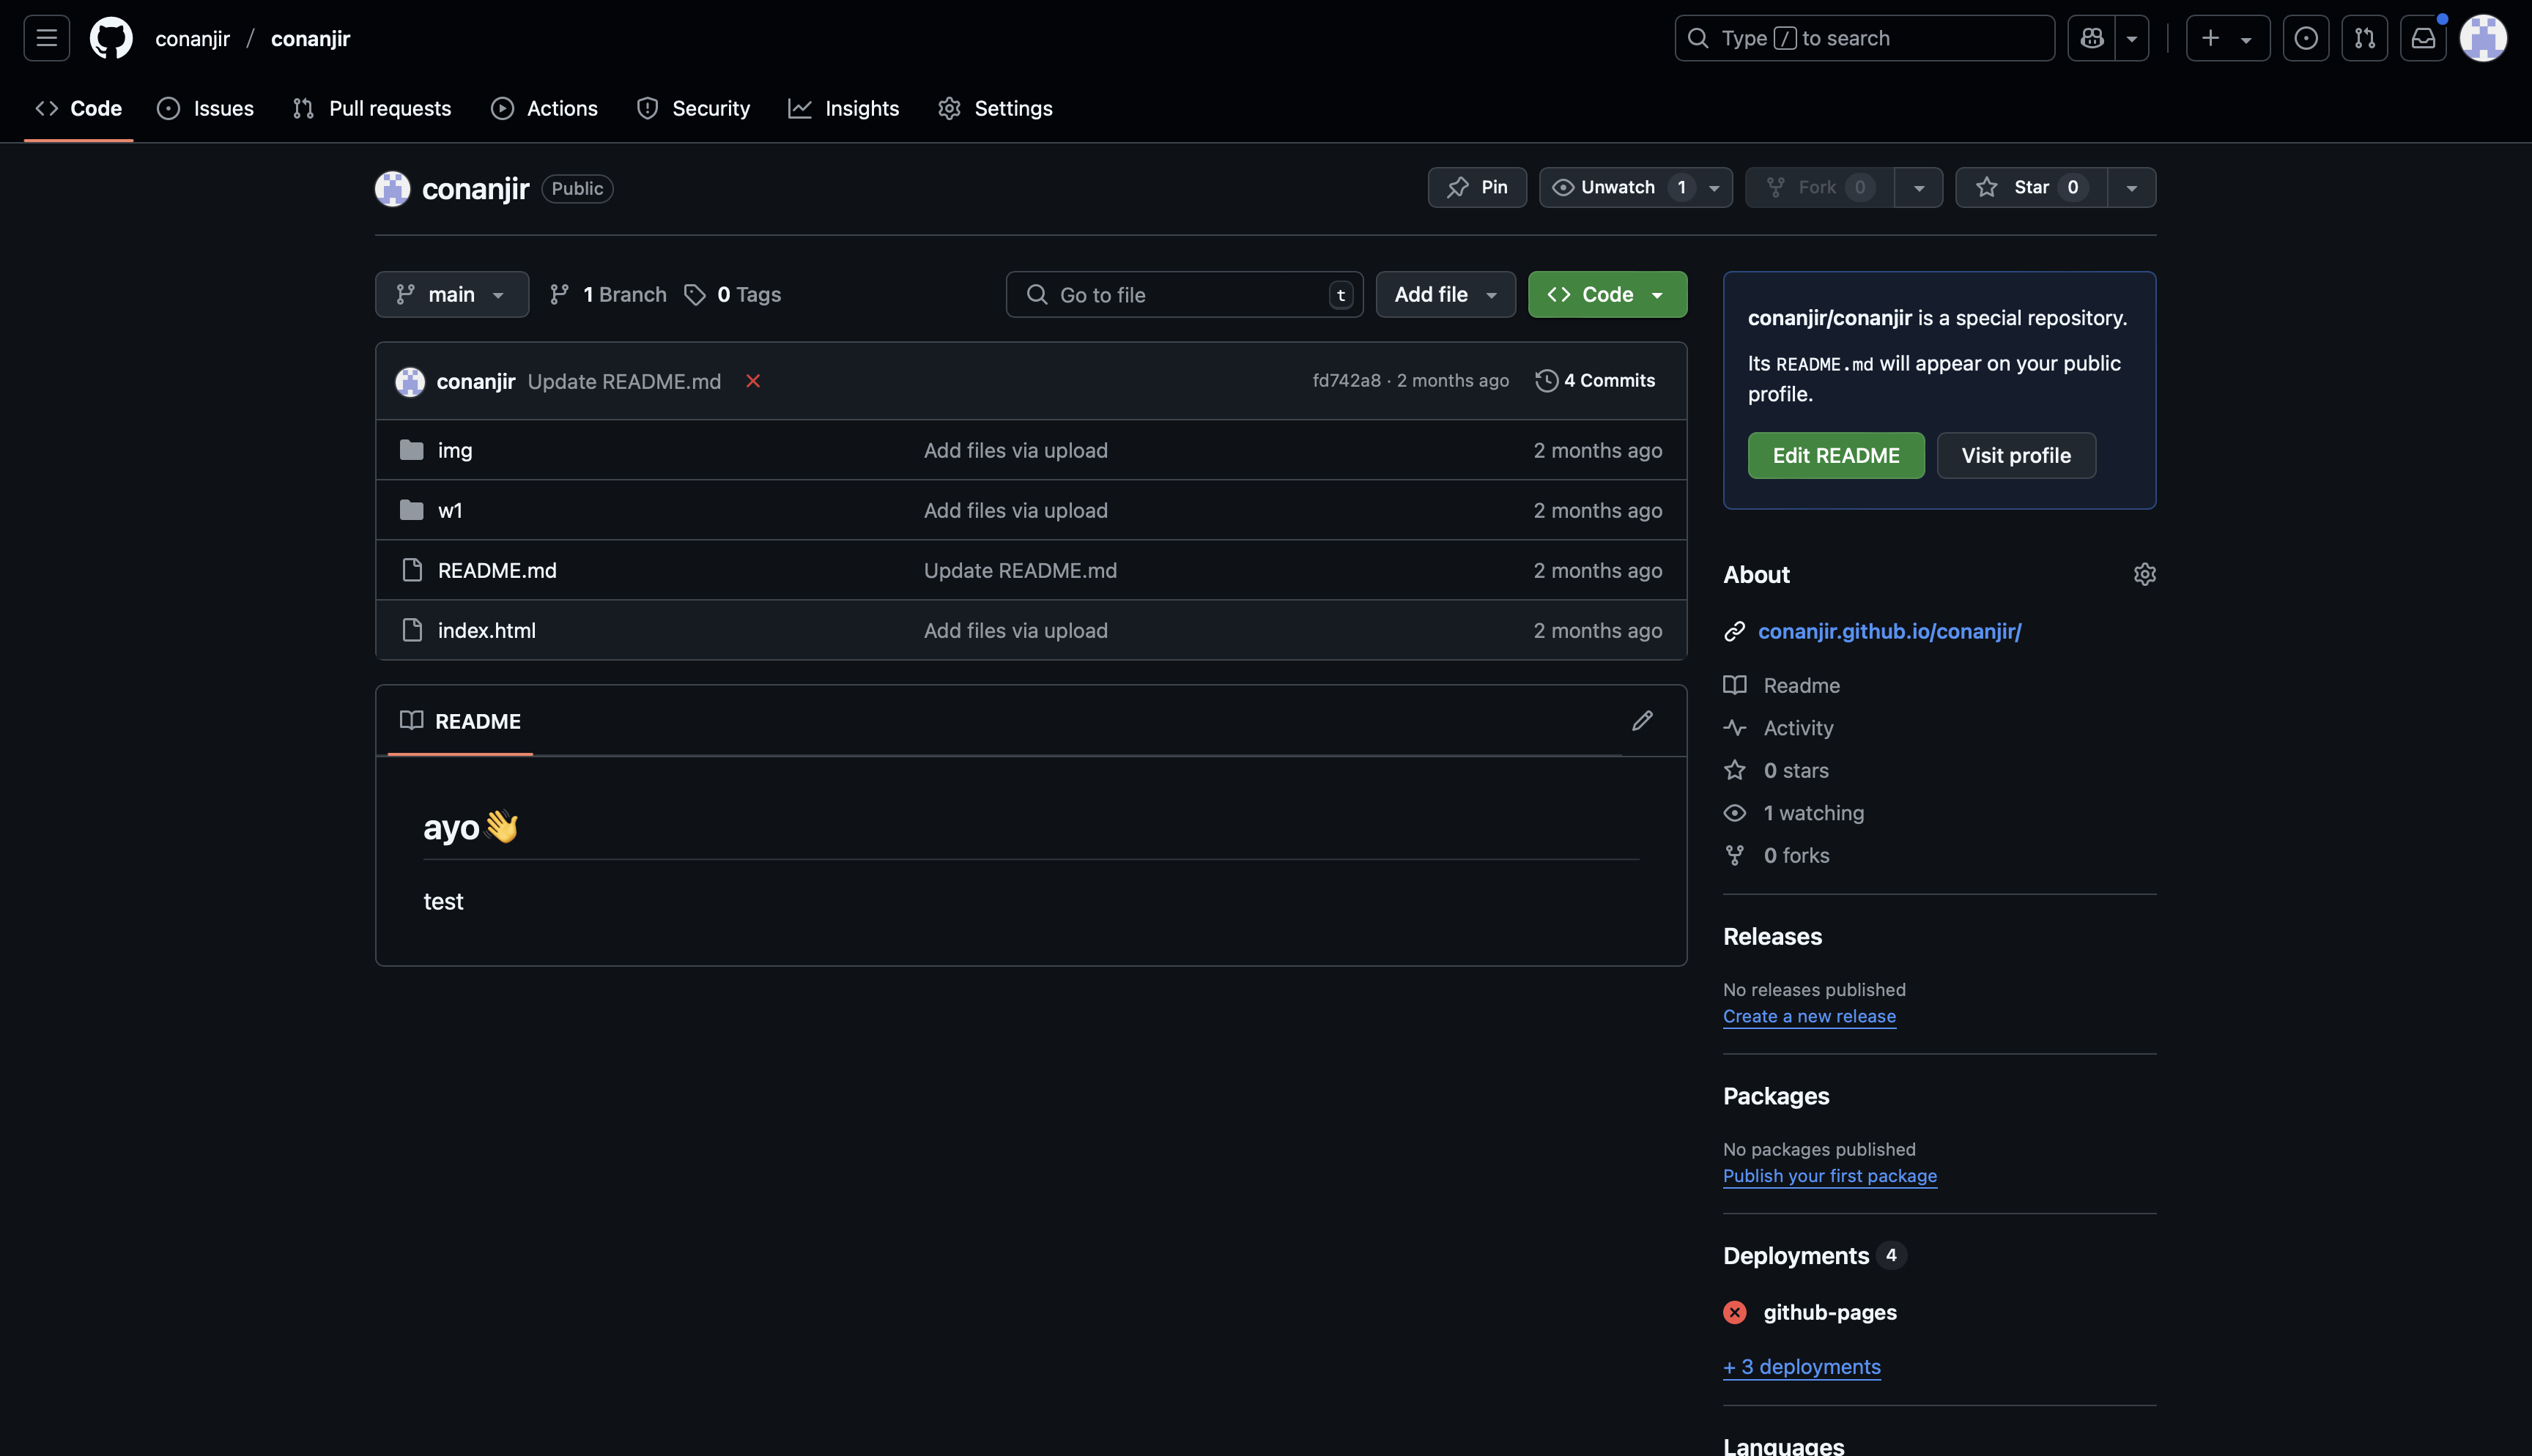 conanjir / conanjir
Type / to search
Code Issues Pull requests Actions Security Insights Settings
conanjir Public
Pin Unwatch 1 Fork 0 Star 0
main 1 Branch 0 Tags Go to file t Add file Code
conanjir Update README.md fd742a8 · 2 months ago 4 Commits
img Add files via upload 2 months ago
w1 Add files via upload 2 months ago
README.md Update README.md 2 months ago
index.html Add files via upload 2 months ago
README
ayo👋
test
conanjir/conanjir is a special repository.
Its README.md will appear on your public
profile.
Edit README Visit profile
About
conanjir.github.io/conanjir/
Readme
Activity
0 stars
1 watching
0 forks
Releases
No releases published
Create a new release
Packages
No packages published
Publish your first package
Deployments 4
github-pages
+ 3 deployments
Languages